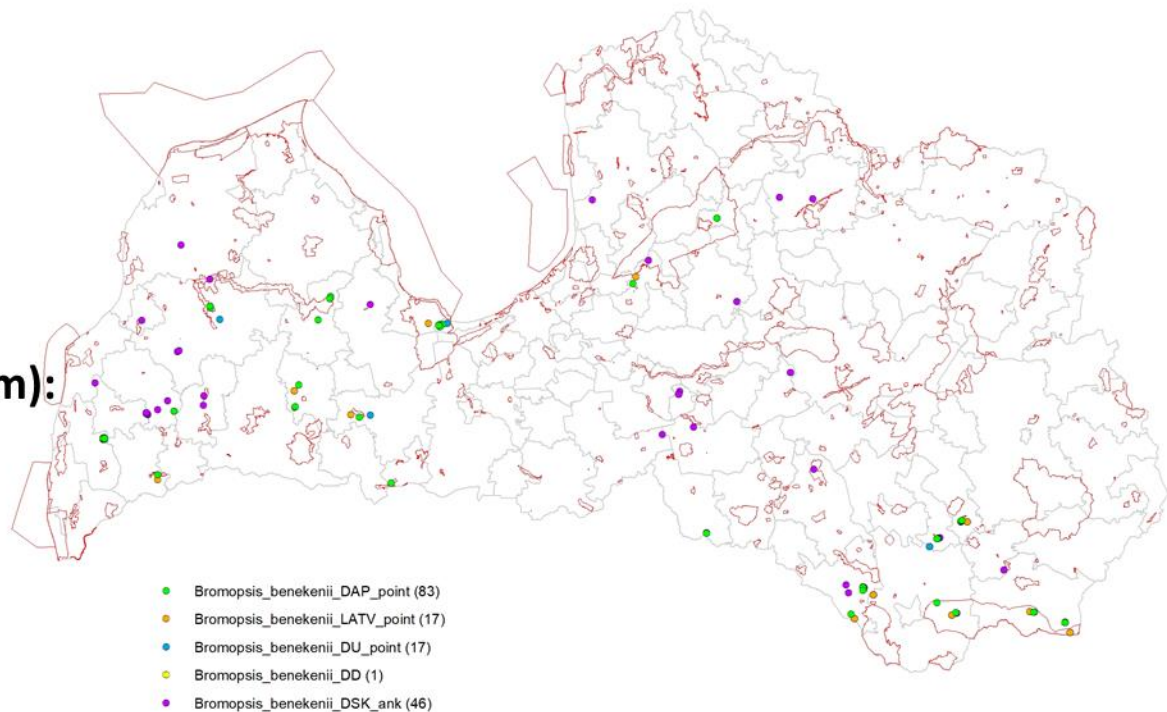 m):
Bromopsis_benekenii_DAP_point (83)
Bromopsis_benekenii_LATV_point (17)
Bromopsis_benekenii_DU_point (17)
Bromopsis_benekenii_DD (1)
Bromopsis_benekenii_DSK_ank (46)